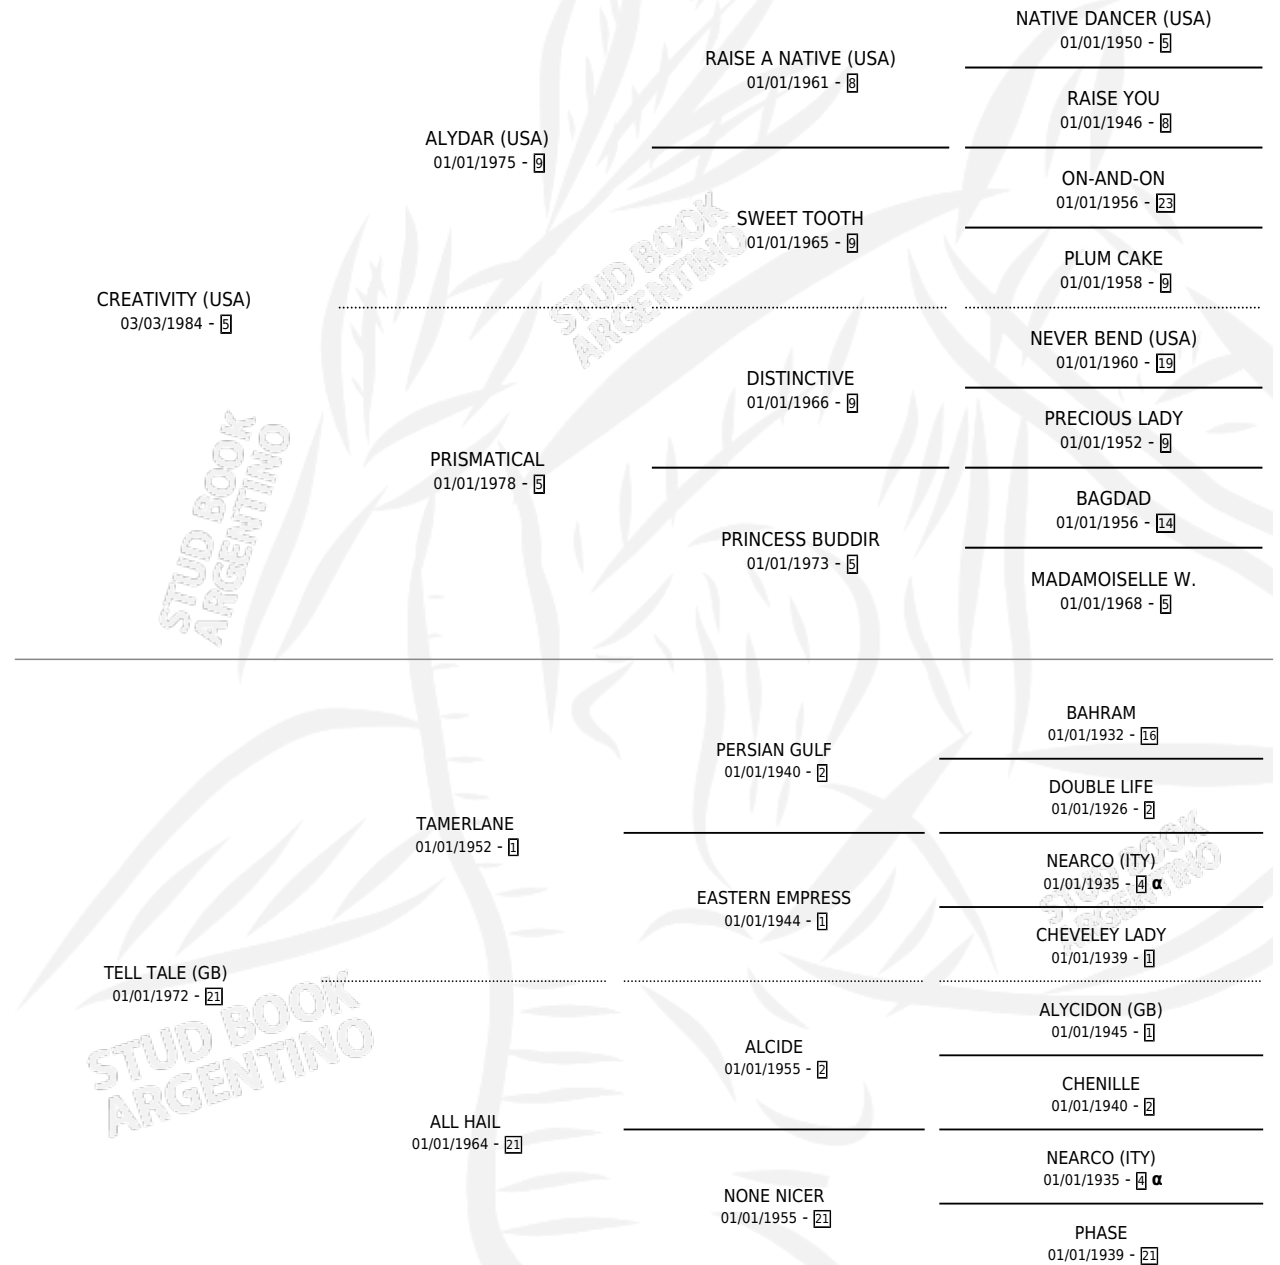 NATIVE DANCER (USA)
01/01/1950 - 5
RAISE A NATIVE (USA)
01/01/1961 - 8
RAISE YOU
01/01/1946 - 8
ALYDAR (USA)
01/01/1975 - 9
ON-AND-ON
01/01/1956 - 23
SWEET TOOTH
01/01/1965 - 9
PLUM CAKE
01/01/1958 - 9
CREATIVITY (USA)
03/03/1984 - 5
NEVER BEND (USA)
01/01/1960 - 19
DISTINCTIVE
01/01/1966 - 9
PRECIOUS LADY
01/01/1952 - 9
PRISMATICAL
01/01/1978 - 5
BAGDAD
01/01/1956 - 14
PRINCESS BUDDIR
01/01/1973 - 5
MADAMOISELLE W.
01/01/1968 - 5
BAHRAM
01/01/1932 - 16
PERSIAN GULF
01/01/1940 - 2
DOUBLE LIFE
01/01/1926 - 2
TAMERLANE
01/01/1952 - 1
NEARCO (ITY)
01/01/1935 - 4 α
EASTERN EMPRESS
01/01/1944 - 1
CHEVELEY LADY
01/01/1939 - 1
TELL TALE (GB)
01/01/1972 - 21
ALYCIDON (GB)
01/01/1945 - 1
ALCIDE
01/01/1955 - 2
CHENILLE
01/01/1940 - 2
ALL HAIL
01/01/1964 - 21
NEARCO (ITY)
01/01/1935 - 4 α
NONE NICER
01/01/1955 - 21
PHASE
01/01/1939 - 21
STUD BOOK
ARGENTINO
STUD BOOK
ARGENTINO
STUD BOOK
ARGENTINO
STUD BOOK
ARGENTINO